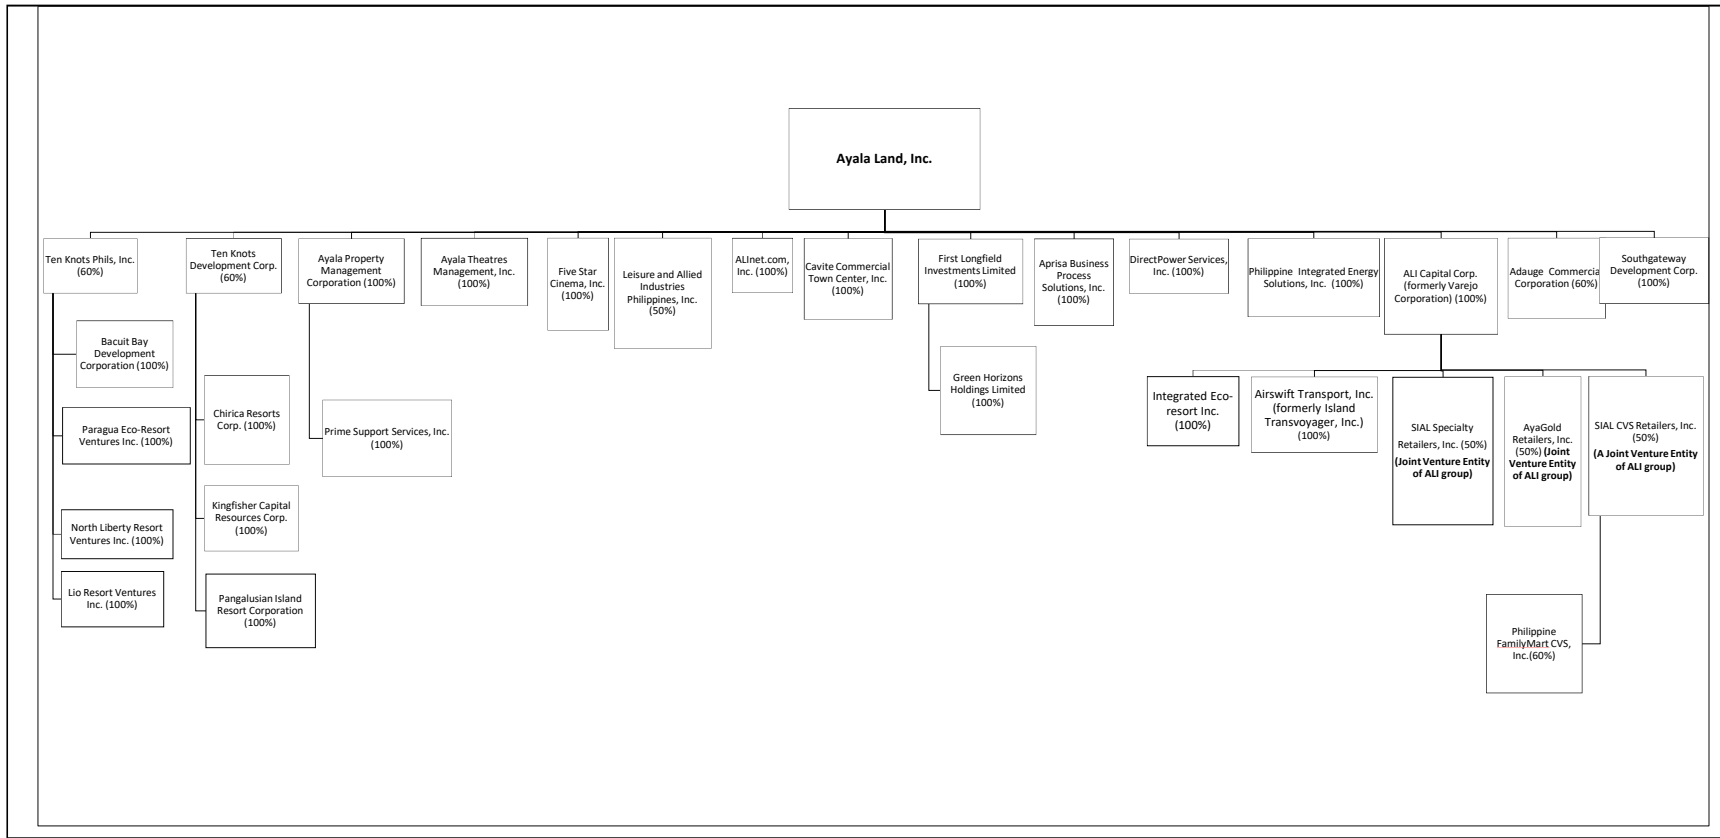 Ayala Land, Inc.
Ten Knots Phils, Inc.
(60%)
Ten Knots
Development Corp.
(60%)
Ayala Property
Management
Corporation (100%)
Ayala Theatres
Management, Inc.
(100%)
Five Star
Cinema, Inc.
(100%)
Leisure and Allied
Industries
Philippines, Inc.
(50%)
ALInet.com,
Inc. (100%)
Cavite Commercial
Town Center, Inc.
(100%)
First Longfield
Investments Limited
(100%)
Aprisa Business
Process
Solutions, Inc.
(100%)
DirectPower Services,
Inc. (100%)
Philippine Integrated Energy
Solutions, Inc. (100%)
ALI Capital Corp.
(formerly Varejo
Corporation) (100%)
Adauge Commercia
Corporation (60%)
Southgateway
Development Corp.
(100%)
Bacuit Bay
Development
Corporation (100%)
Paragua Eco-Resort
Ventures Inc. (100%)
North Liberty Resort
Ventures Inc. (100%)
Lio Resort Ventures
Inc. (100%)
Chirica Resorts
Corp. (100%)
Kingfisher Capital
Resources Corp.
(100%)
Pangalusian Island
Resort Corporation
(100%)
Prime Support Services, Inc.
(100%)
Green Horizons
Holdings Limited
(100%)
Integrated Eco-
resort Inc.
(100%)
Airswift Transport, Inc.
(formerly Island
Transvoyager, Inc.)
(100%)
SIAL Specialty
Retailers, Inc. (50%)
(Joint Venture Entity
of ALI group)
AyaGold
Retailers, Inc.
(50%) (Joint
Venture Entity
of ALI group)
SIAL CVS Retailers, Inc.
(50%)
(A Joint Venture Entity
of ALI group)
Philippine
FamilyMart CVS,
Inc.(60%)